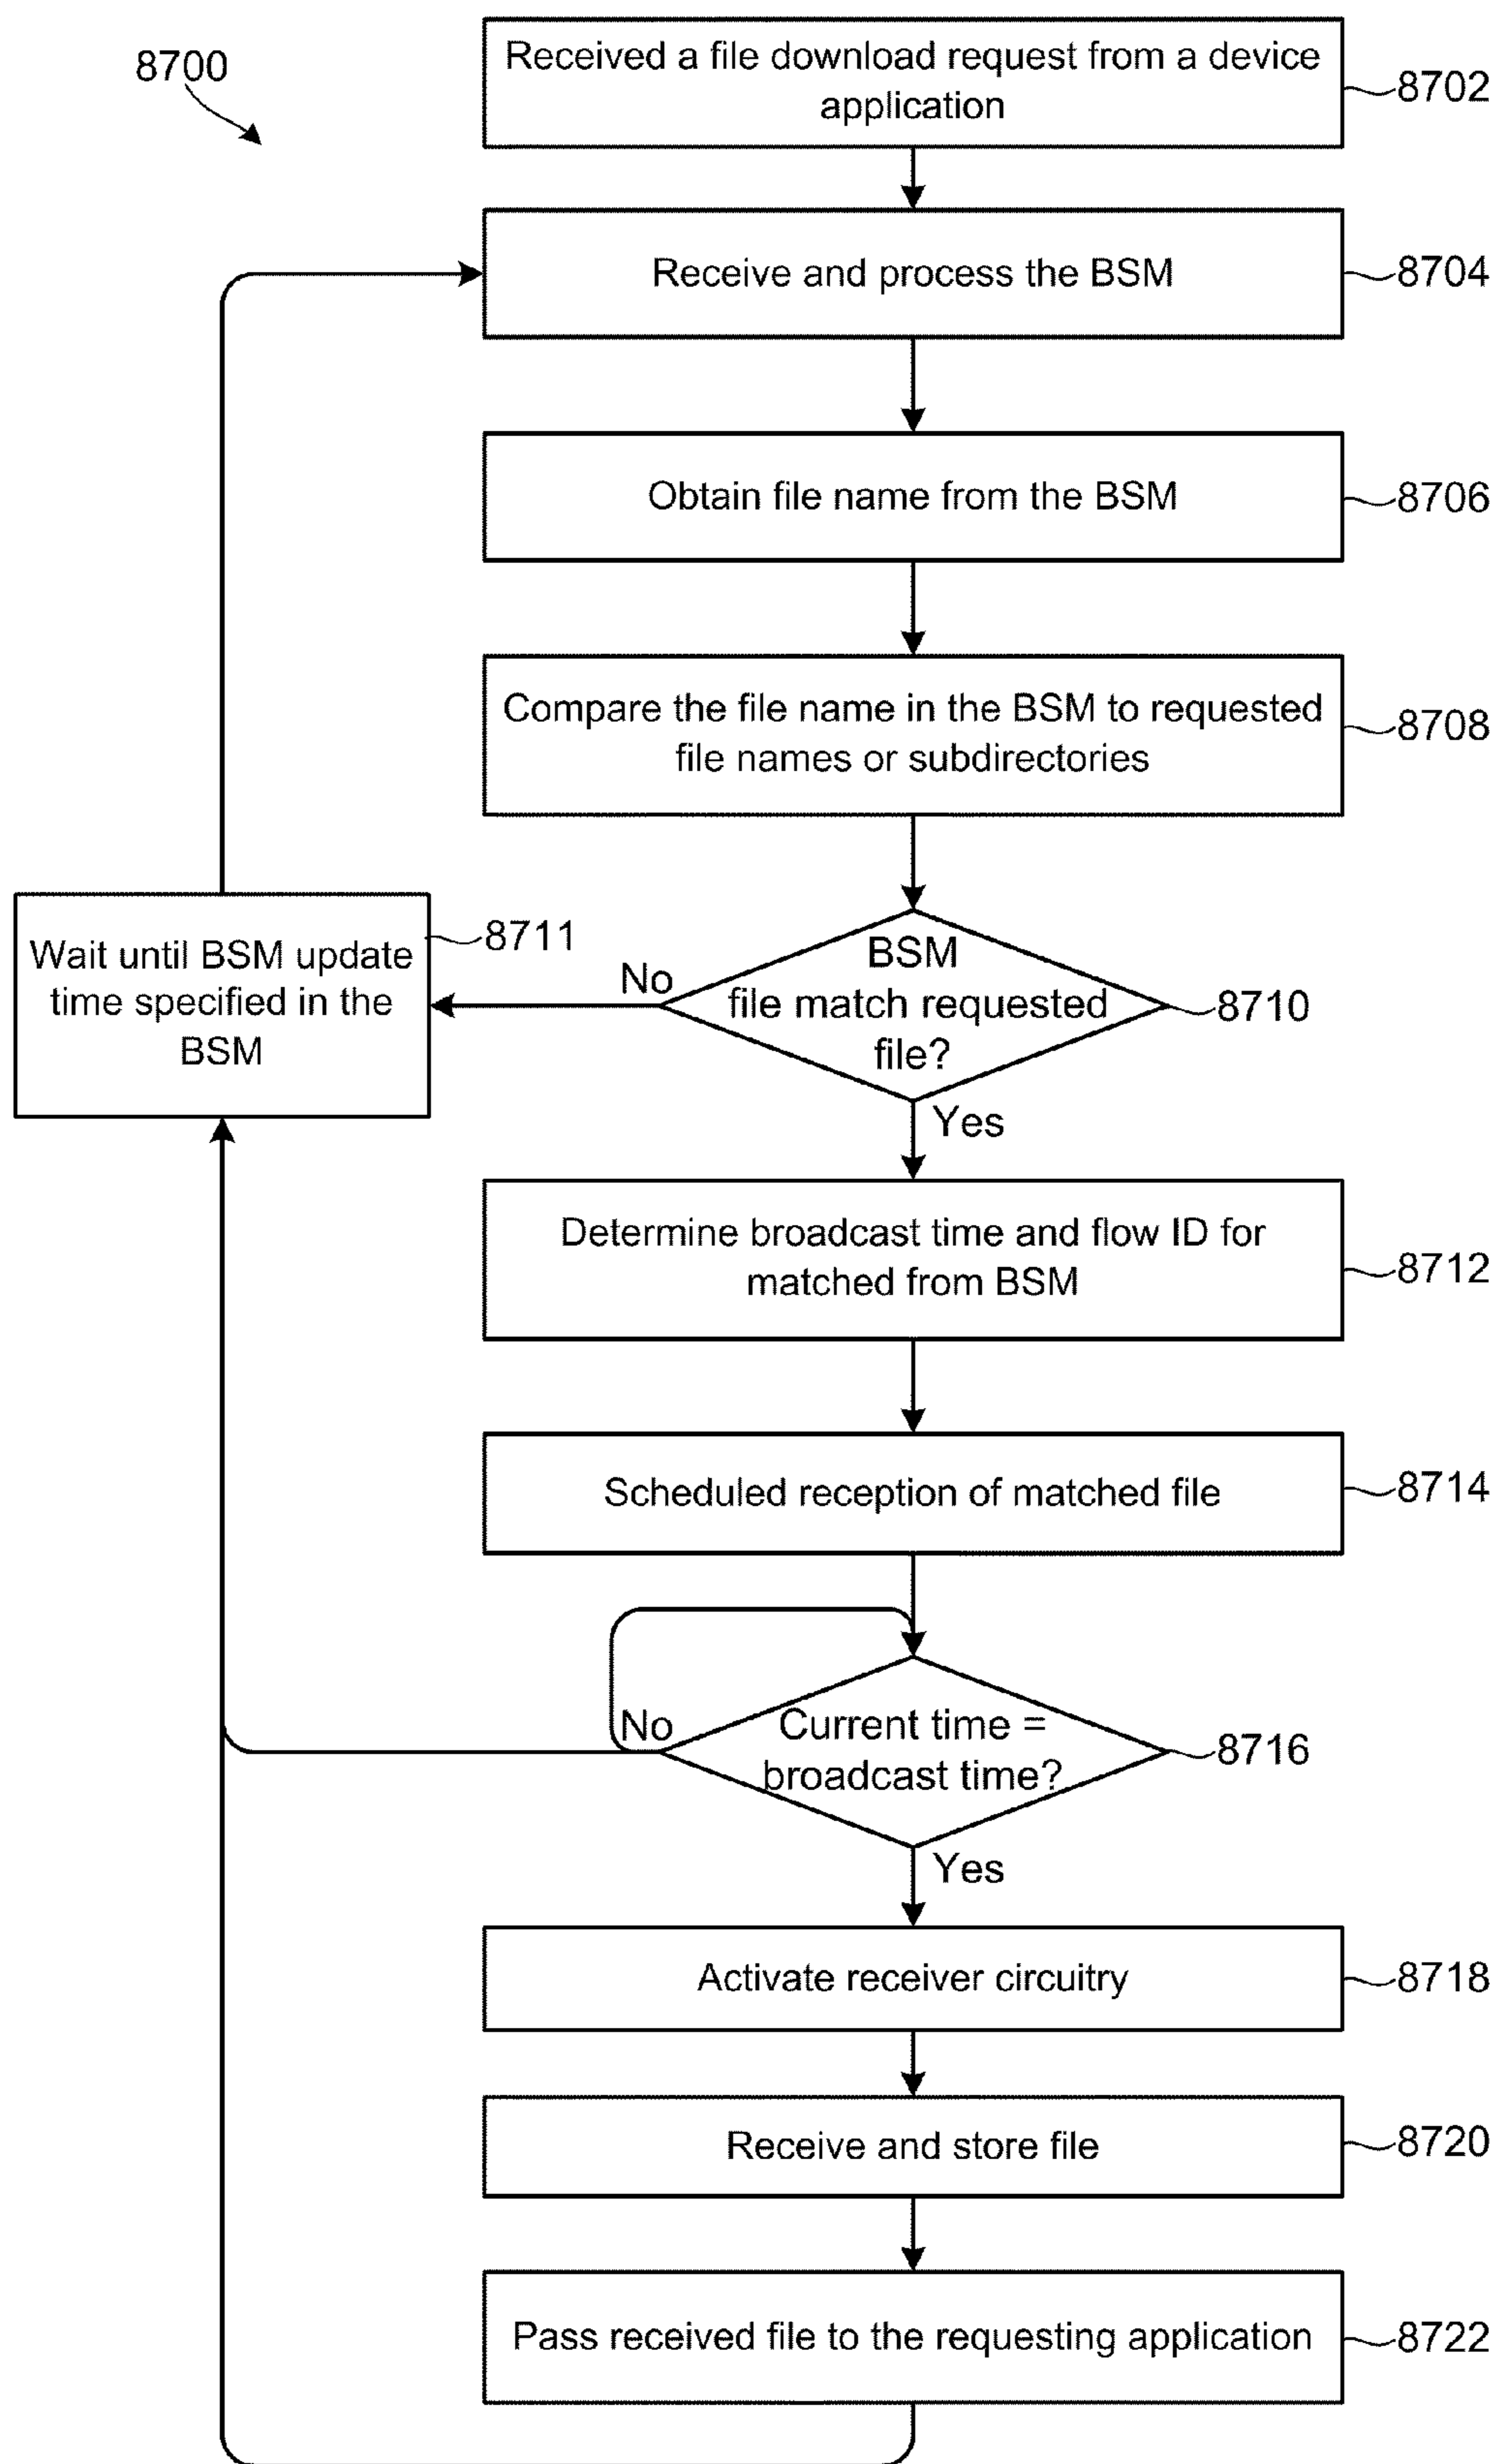 8700
Received a file download request from a device
application
8702
Receive and process the BSM
8704
Obtain file name from the BSM
8706
Compare the file name in the BSM to requested
file names or subdirectories
8708
Wait until BSM update
time specified in the
BSM
8711
No
BSM
file match requested
file?
8710
Yes
Determine broadcast time and flow ID for
matched from BSM
8712
Scheduled reception of matched file
8714
No
Current time =
broadcast time?
8716
Yes
Activate receiver circuitry
8718
Receive and store file
8720
Pass received file to the requesting application
8722